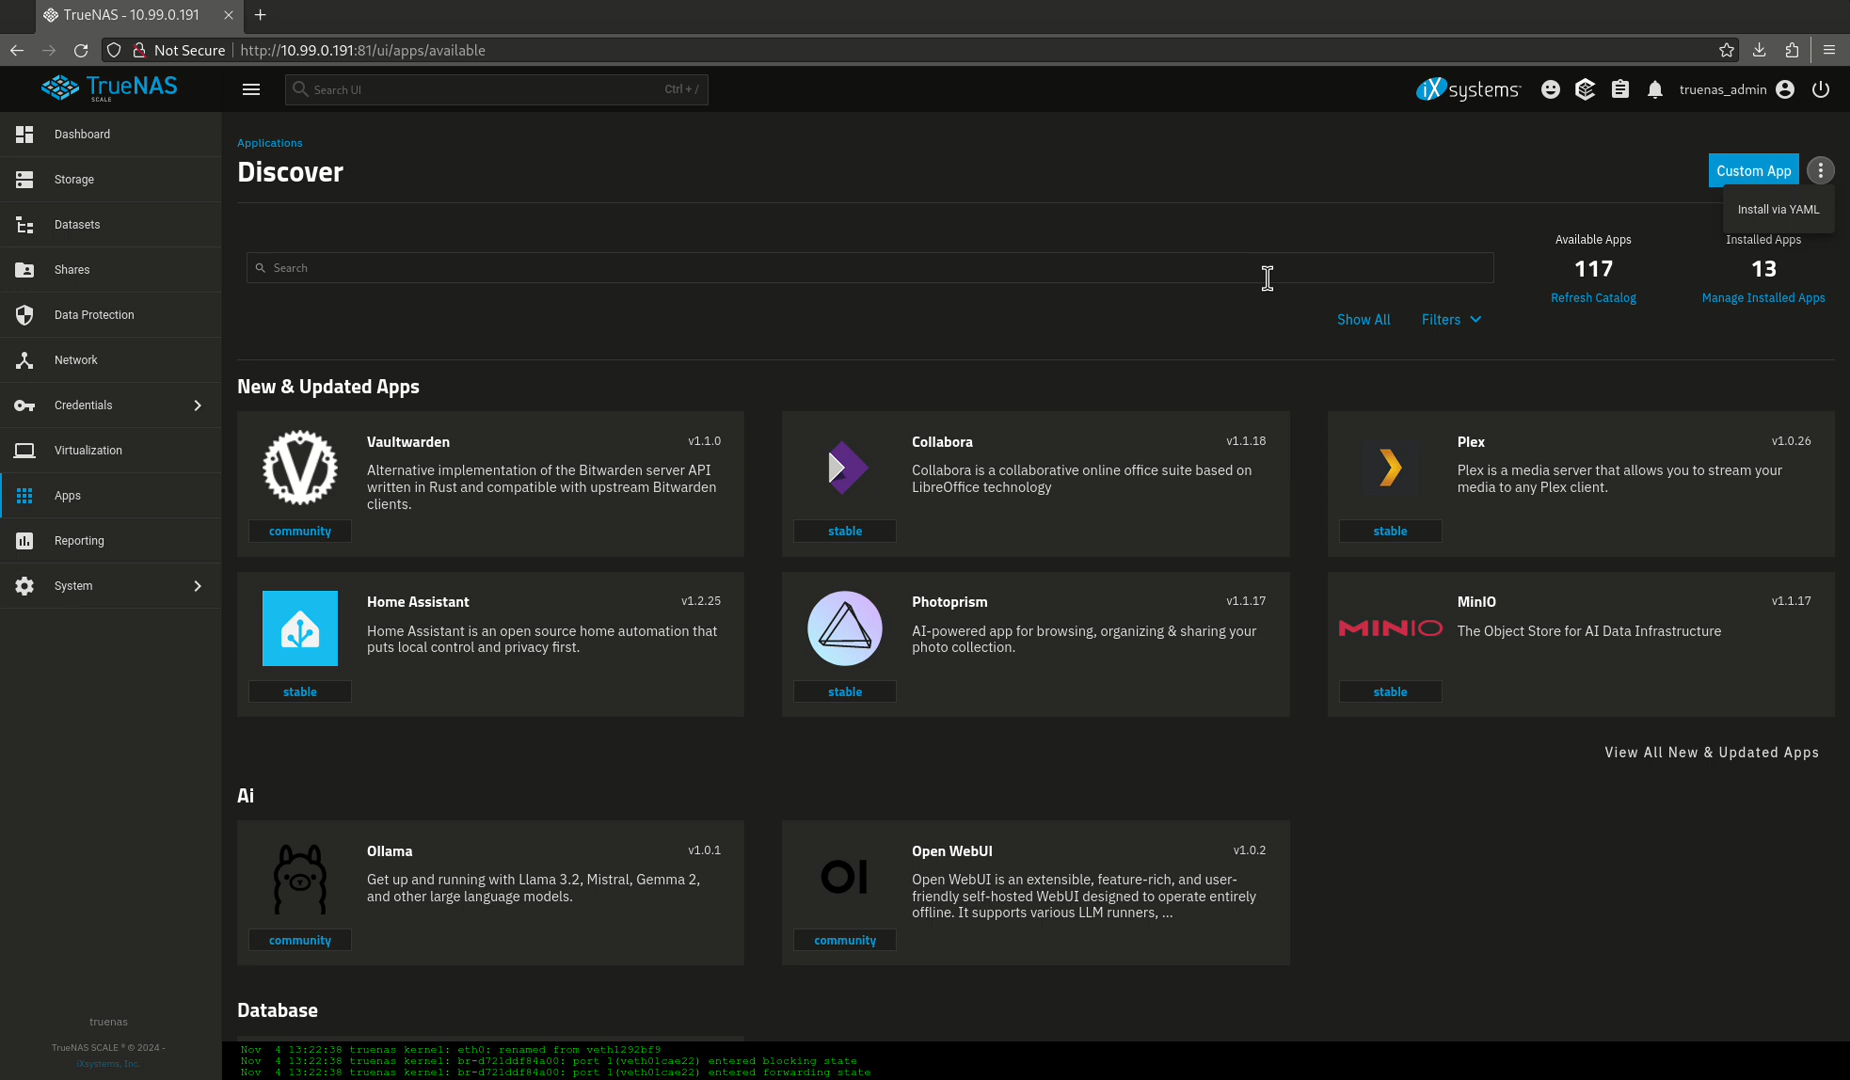 TrueNAS - 10.99.0.191
Not Secure
http://10.99.0.191:81/ui/apps/available
TrueNAS
SCALE
Search UI
Ctrl + /
iXsystems
truenas_admin
Dashboard
Storage
Datasets
Shares
Data Protection
Network
Credentials
Virtualization
Apps
Reporting
System
truenas
TrueNAS SCALE ® © 2024 -
iXsystems, Inc.
Applications
Discover
Custom App
Install via YAML
Search
Available Apps
117
Refresh Catalog
Installed Apps
13
Manage Installed Apps
Show All
Filters
New & Updated Apps
Vaultwarden
v1.1.0
Alternative implementation of the Bitwarden server API
written in Rust and compatible with upstream Bitwarden
clients.
community
Collabora
v1.1.18
Collabora is a collaborative online office suite based on
LibreOffice technology
stable
Plex
v1.0.26
Plex is a media server that allows you to stream your
media to any Plex client.
stable
Home Assistant
v1.2.25
Home Assistant is an open source home automation that
puts local control and privacy first.
stable
Photoprism
v1.1.17
AI-powered app for browsing, organizing & sharing your
photo collection.
stable
MINIO
MinIO
v1.1.17
The Object Store for AI Data Infrastructure
stable
View All New & Updated Apps
Ai
Ollama
v1.0.1
Get up and running with Llama 3.2, Mistral, Gemma 2,
and other large language models.
community
OI
Open WebUI
v1.0.2
Open WebUI is an extensible, feature-rich, and user-
friendly self-hosted WebUI designed to operate entirely
offline. It supports various LLM runners, ...
community
Database
Nov 4 13:22:38 truenas kernel: eth0: renamed from veth1292bf9
Nov 4 13:22:38 truenas kernel: br-d721ddf84a00: port 1(veth01cae22) entered blocking state
Nov 4 13:22:38 truenas kernel: br-d721ddf84a00: port 1(veth01cae22) entered forwarding state